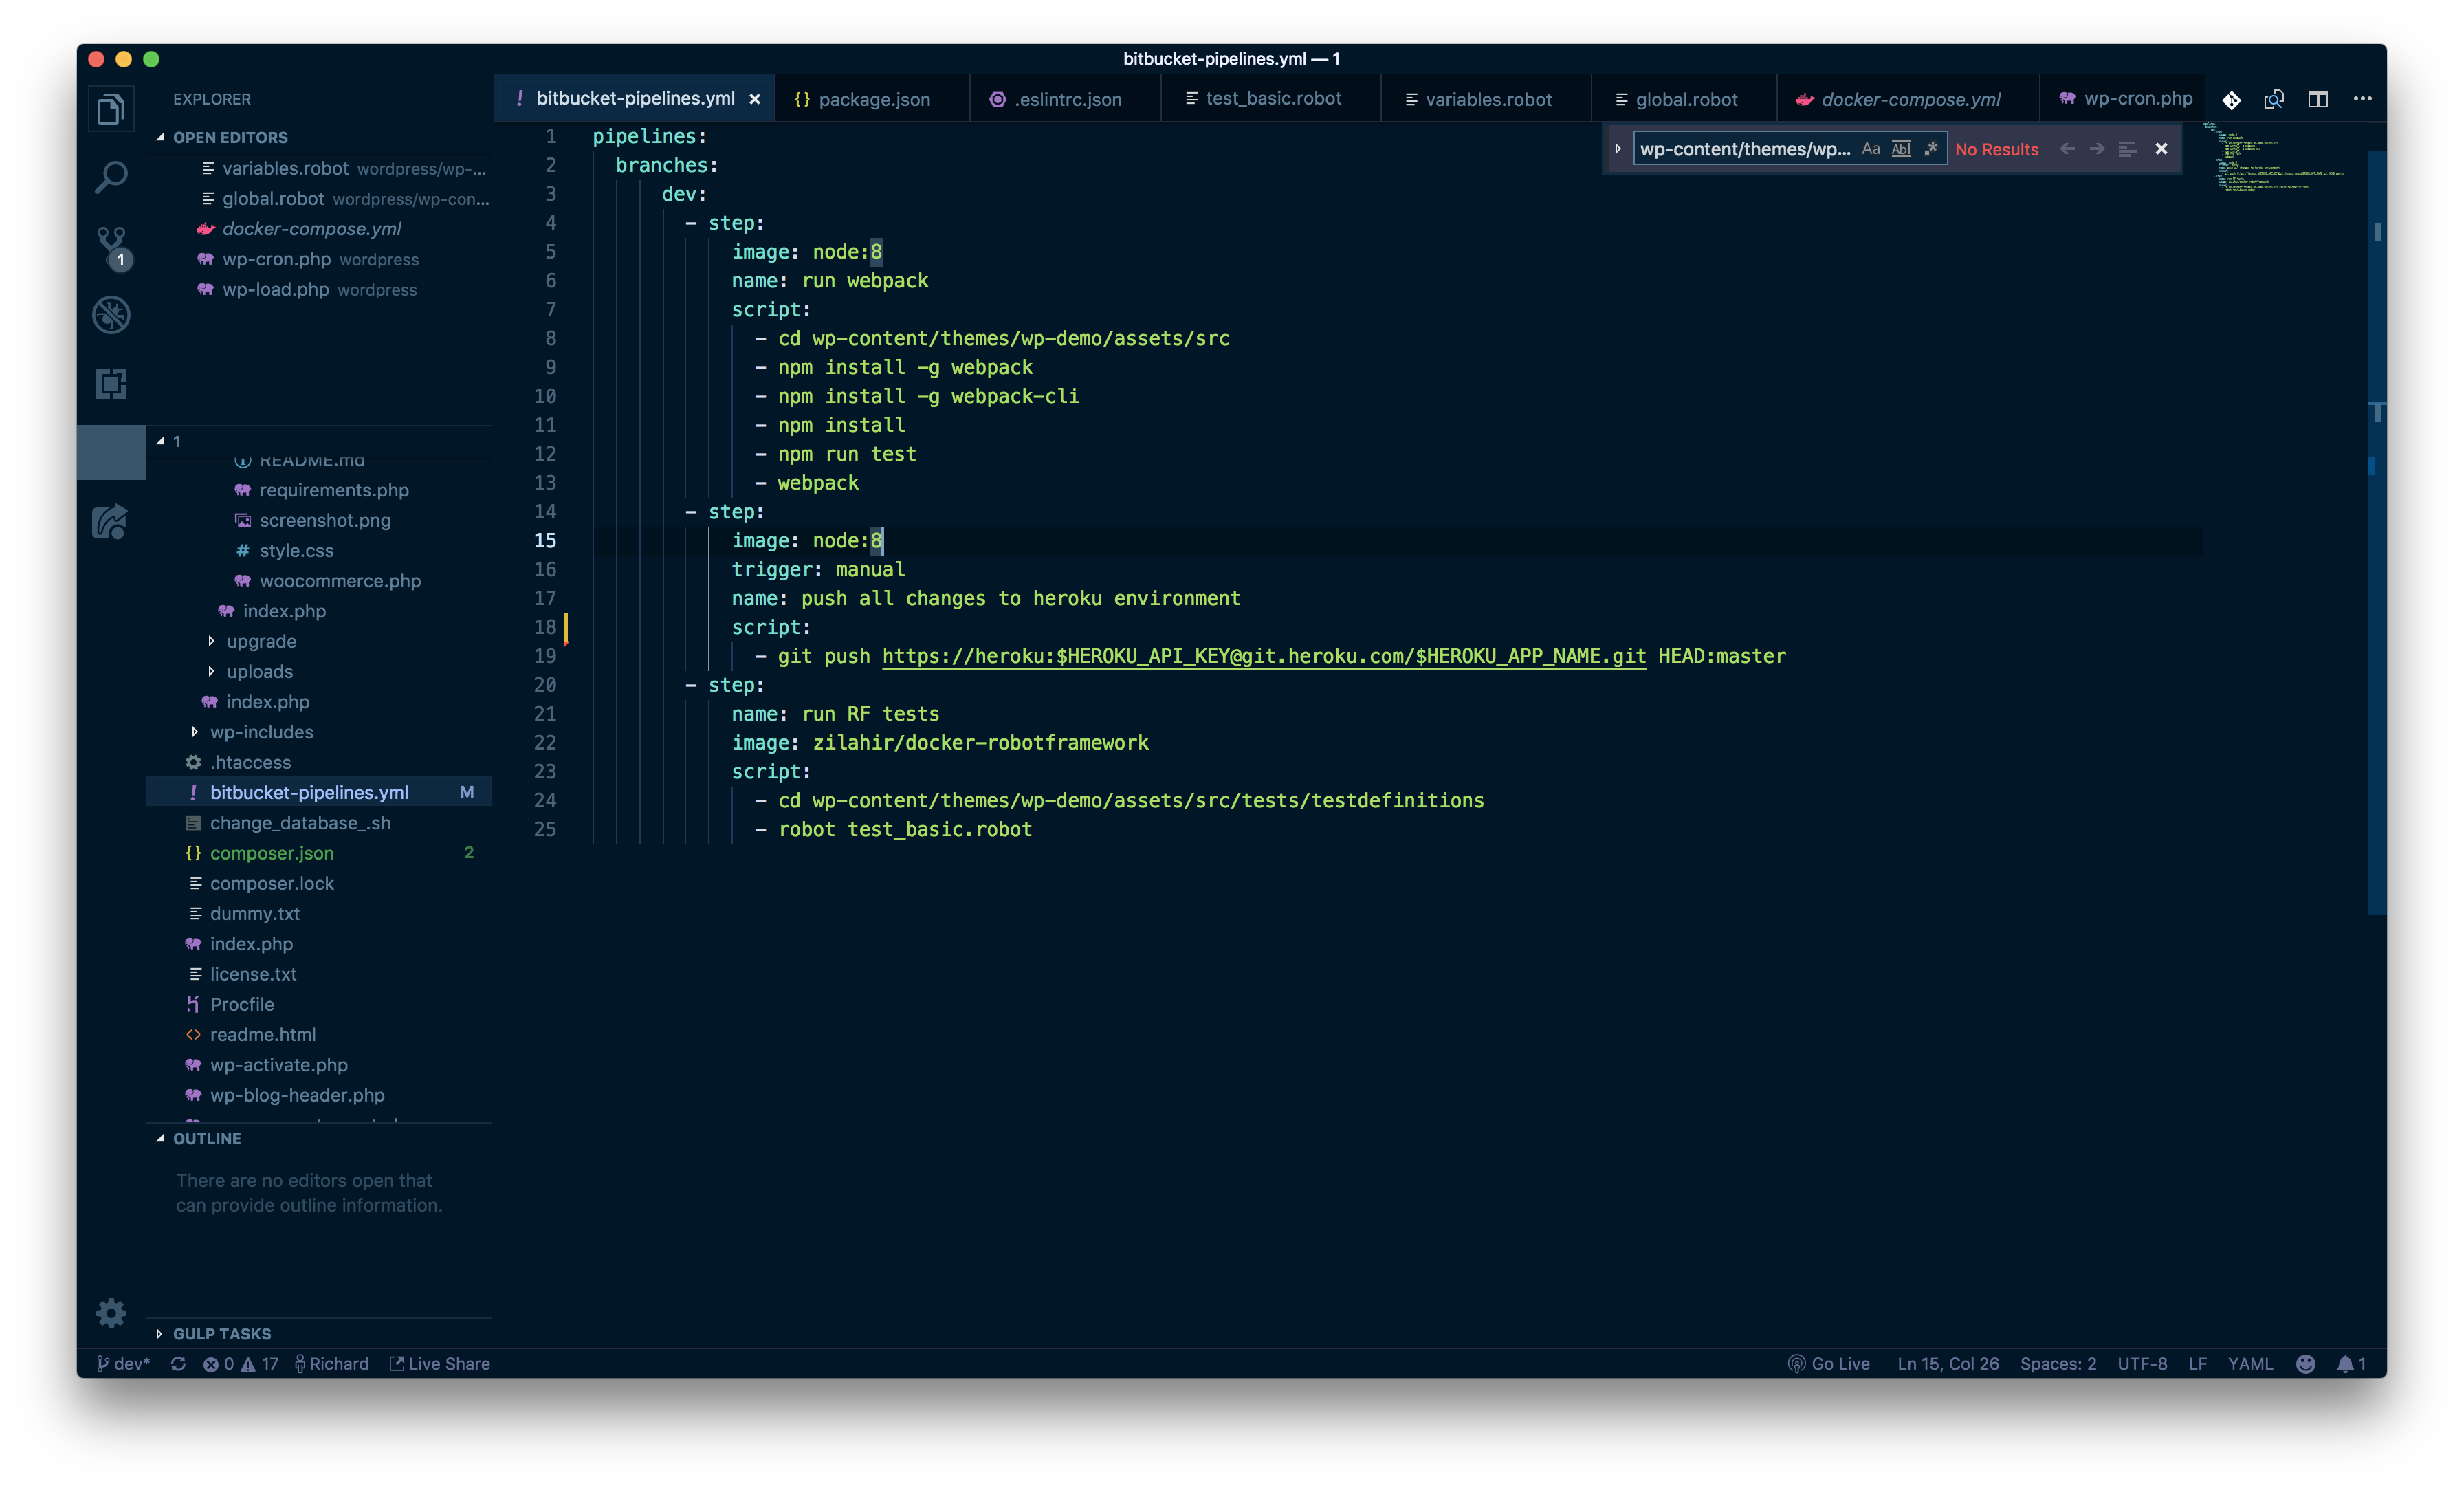 bitbucket-pipelines.yml — 1
EXPLORER
OPEN EDITORS
variables.robot wordpress/wp-...
global.robot wordpress/wp-con...
docker-compose.yml
wp-cron.php wordpress
wp-load.php wordpress
1
1
README.md
requirements.php
screenshot.png
style.css
woocommerce.php
index.php
upgrade
uploads
index.php
wp-includes
.htaccess
bitbucket-pipelines.yml M
change_database_.sh
composer.json 2
composer.lock
dummy.txt
index.php
license.txt
Procfile
readme.html
wp-activate.php
wp-blog-header.php
OUTLINE
There are no editors open that
can provide outline information.
GULP TASKS
bitbucket-pipelines.yml package.json .eslintrc.json test_basic.robot variables.robot global.robot docker-compose.yml wp-cron.php
wp-content/themes/wp... Aa Abl .* No Results
1 pipelines:
2 branches:
3 dev:
4 - step:
5 image: node:8
6 name: run webpack
7 script:
8 - cd wp-content/themes/wp-demo/assets/src
9 - npm install -g webpack
10 - npm install -g webpack-cli
11 - npm install
12 - npm run test
13 - webpack
14 - step:
15 image: node:8
16 trigger: manual
17 name: push all changes to heroku environment
18 script:
19 - git push https://heroku:$HEROKU_API_KEY@git.heroku.com/$HEROKU_APP_NAME.git HEAD:master
20 - step:
21 name: run RF tests
22 image: zilahir/docker-robotframework
23 script:
24 - cd wp-content/themes/wp-demo/assets/src/tests/testdefinitions
25 - robot test_basic.robot
dev* 0 17 Richard Live Share Go Live Ln 15, Col 26 Spaces: 2 UTF-8 LF YAML 1